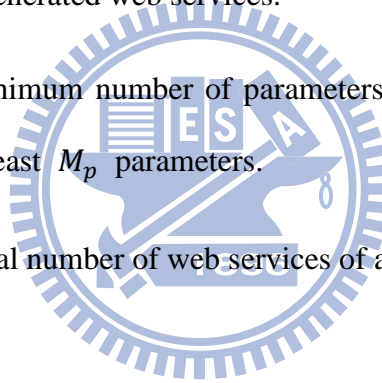 enerated web services.
nimum number of parameters
east M_p parameters.
al number of web services of a
E S A
1896